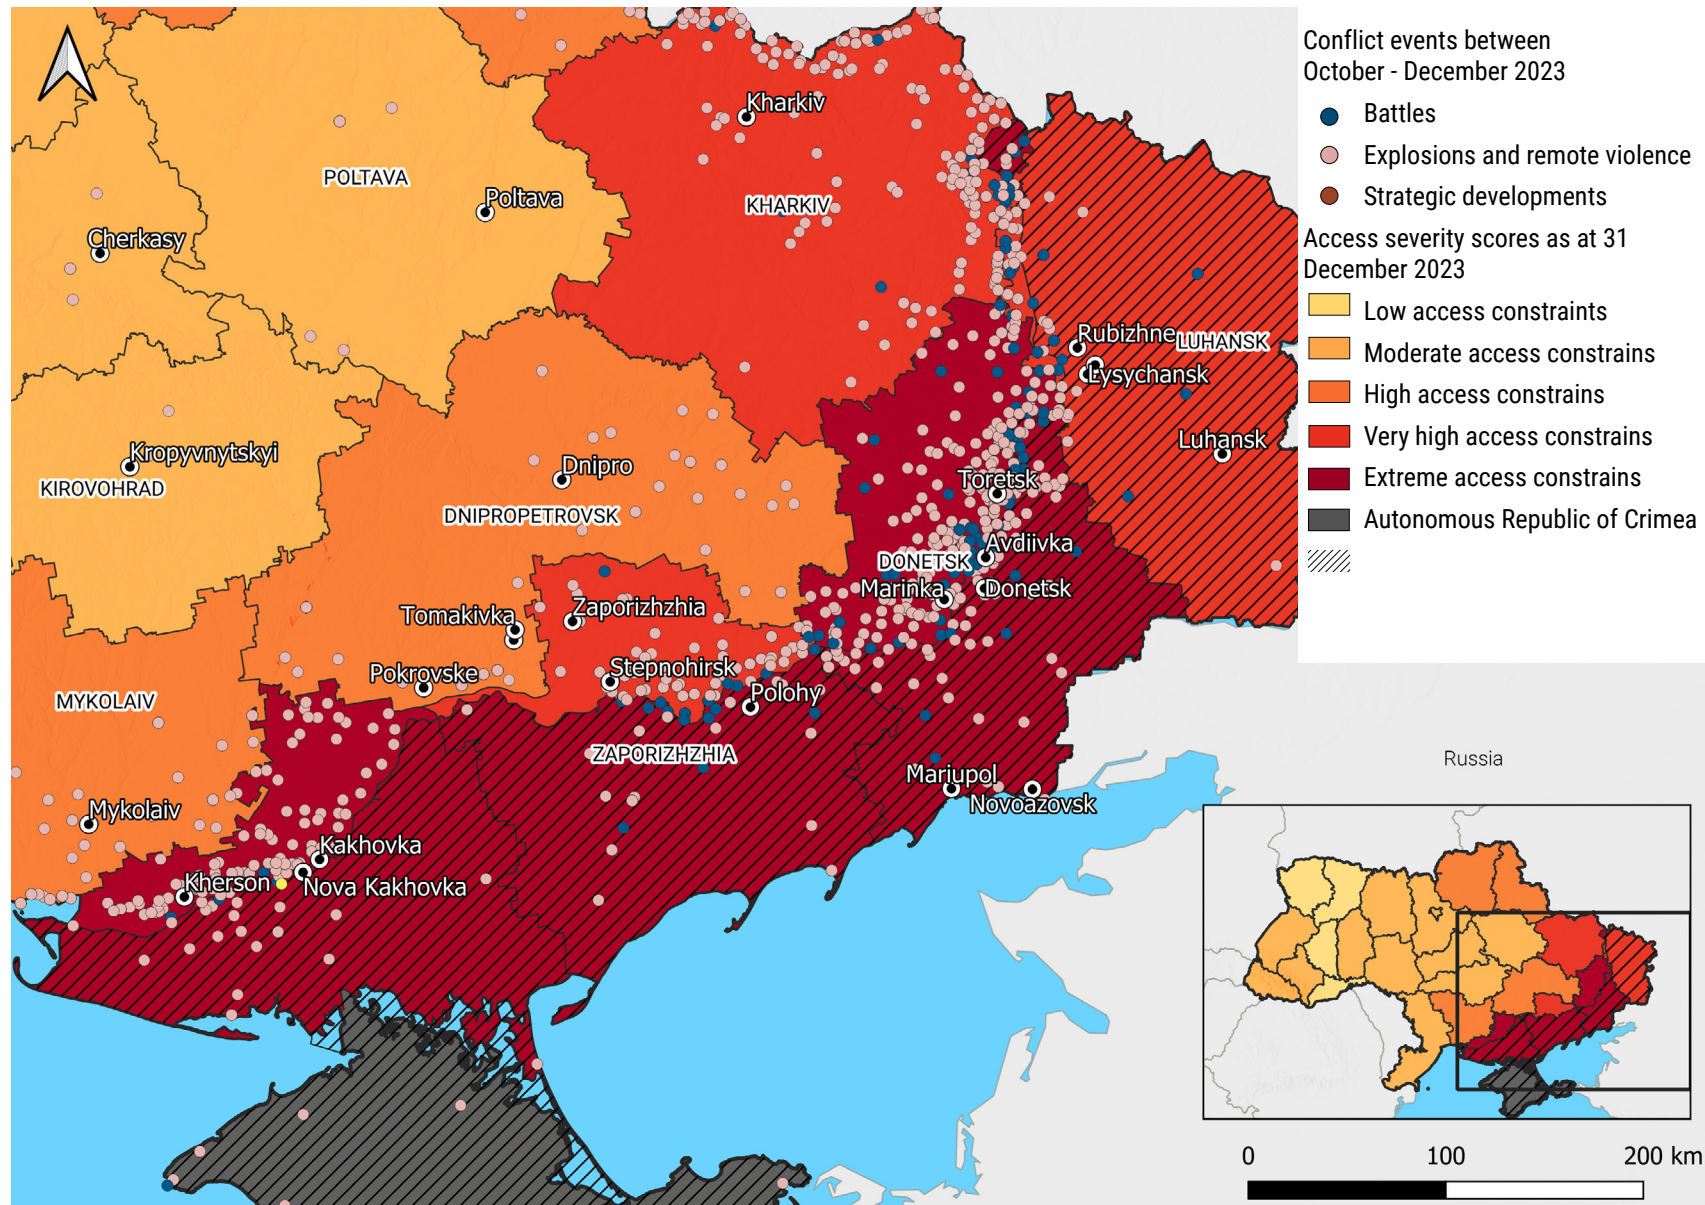 Conflict events between
October - December 2023
Battles
Explosions and remote violence
Strategic developments
Access severity scores as at 31
December 2023
Low access constraints
Moderate access constrains
High access constrains
Very high access constrains
Extreme access constrains
Autonomous Republic of Crimea
Kharkiv
POLTAVA
Poltava
KHARKIV
Cherkasy
Rubizhne
LUHANSK
Lysychansk
Luhansk
Kropyvnytskyi
KIROVOHRAD
Dnipro
DNIPROPETROVSK
Toretsk
Avdiivka
DONETSK
Marinka
Donetsk
Tomakivka
Zaporizhzhia
Pokrovske
Stepnohirsk
Polohy
MYKOLAIV
ZAPORIZHZHIA
Russia
Mariupol
Novoazovsk
Mykolaiv
Kakhovka
Kherson
Nova Kakhovka
0 100 200 km